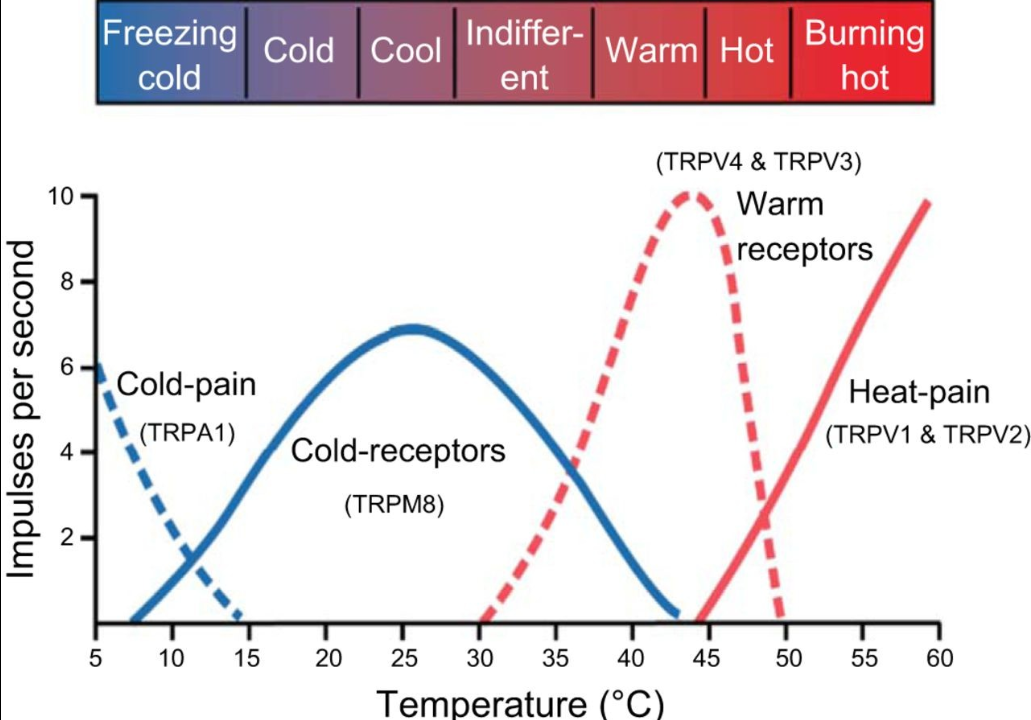 Freezing
cold
Cold
Cool
Indiffer-
ent
Warm
Hot
Burning
hot
(TRPV4 & TRPV3)
Warm
receptors
10
8
6
4
2
Impulses per second
Cold-pain
(TRPA1)
Cold-receptors
(TRPM8)
Heat-pain
(TRPV1 & TRPV2)
5 10 15 20 25 30 35 40 45 50 55 60
Temperature (°C)